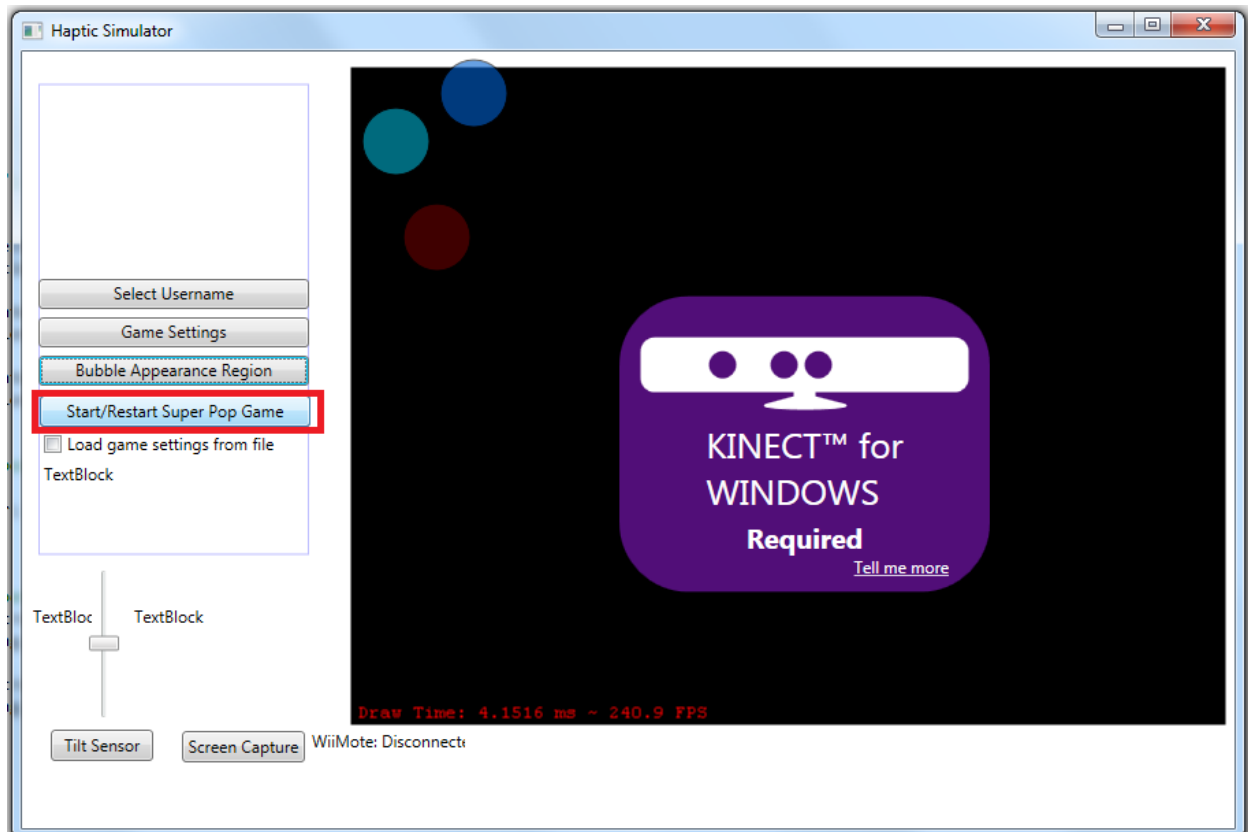 Haptic Simulator
Select Username
Game Settings
Bubble Appearance Region
Start/Restart Super Pop Game
Load game settings from file
TextBlock
TextBloc
TextBlock
Tilt Sensor
Screen Capture
WiiMote: Disconnecte
KINECT™ for
WINDOWS
Required
Tell me more
Draw Time: 4.1516 ms ~ 240.9 FPS